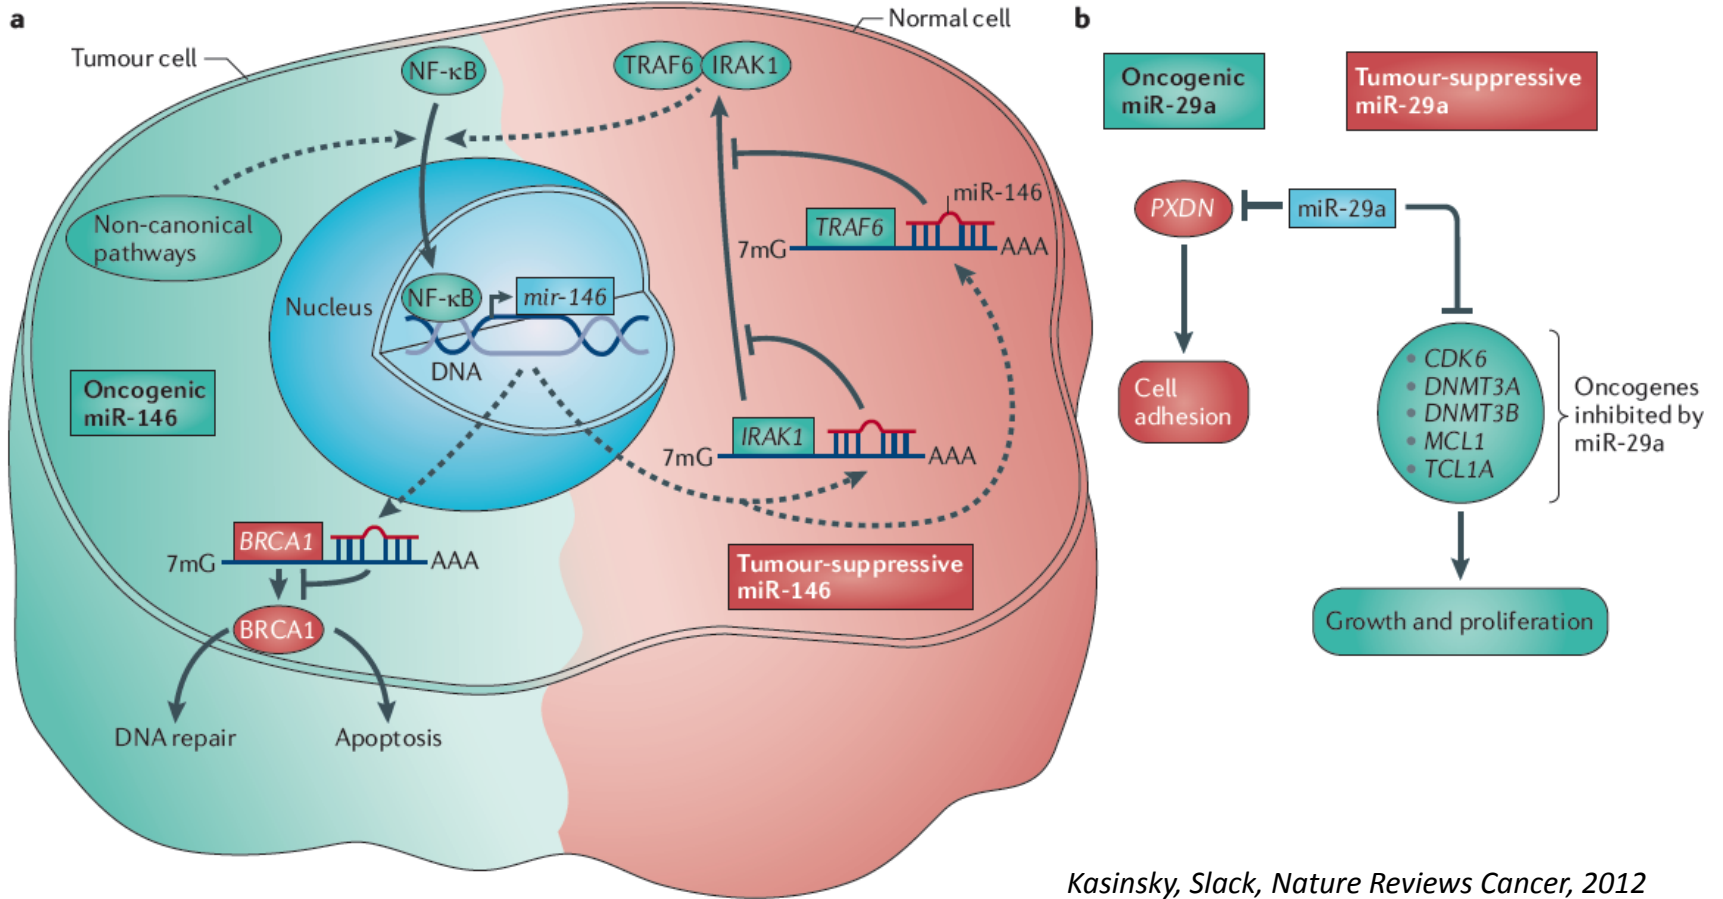 a
Tumour cell
NF-κB
TRAF6
IRAK1
Normal cell
Non-canonical
pathways
Nucleus
NF-κB
mir-146
DNA
miR-146
TRAF6
7mG
AAA
IRAK1
7mG
AAA
Oncogenic
miR-146
BRCA1
7mG
AAA
BRCA1
DNA repair
Apoptosis
Tumour-suppressive
miR-146
b
Oncogenic
miR-29a
Tumour-suppressive
miR-29a
PXDN
miR-29a
Cell
adhesion
• CDK6
• DNMT3A
• DNMT3B
• MCL1
• TCL1A
Oncogenes
inhibited by
miR-29a
Growth and proliferation
Kasinsky, Slack, Nature Reviews Cancer, 2012